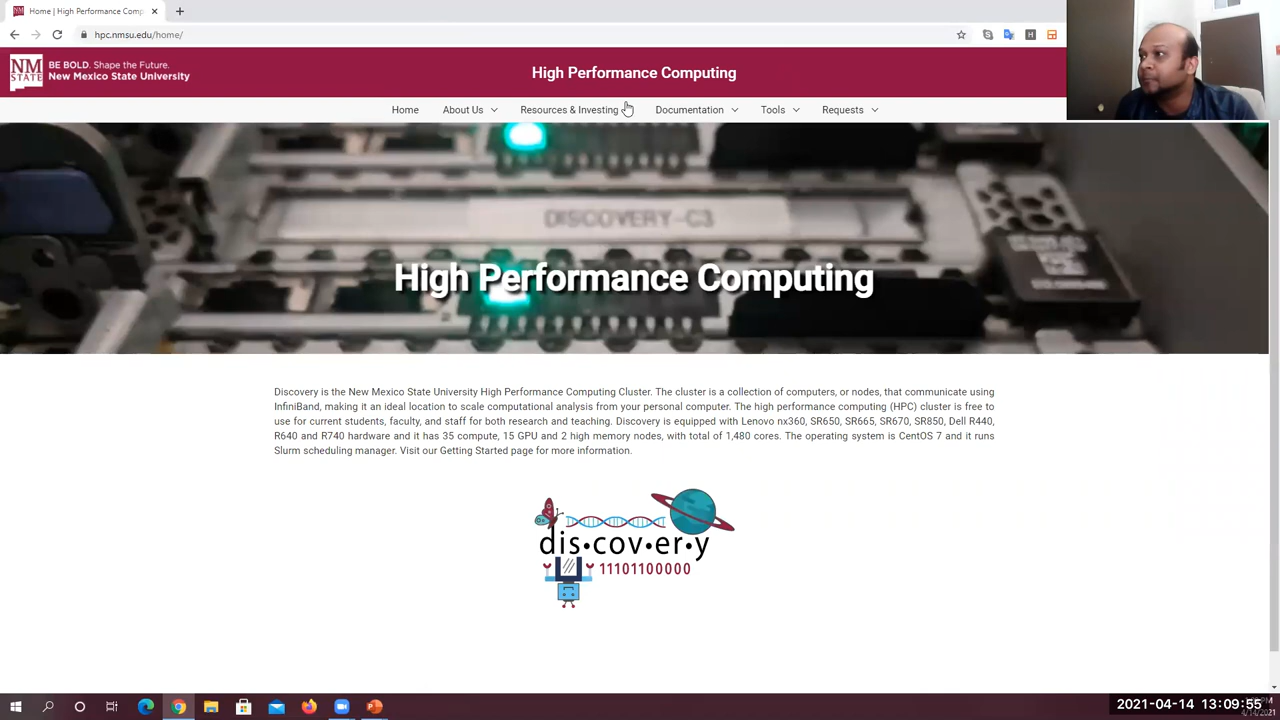 Home | High Performance Comp
hpc.nmsu.edu/home/
NM
STATE
BE BOLD. Shape the Future.
New Mexico State University
High Performance Computing
Home
About Us
Resources & Investing
Documentation
Tools
Requests
DISCOVERY-C3
High Performance Computing
Discovery is the New Mexico State University High Performance Computing Cluster. The cluster is a collection of computers, or nodes, that communicate using
InfiniBand, making it an ideal location to scale computational analysis from your personal computer. The high performance computing (HPC) cluster is free to
use for current students, faculty, and staff for both research and teaching. Discovery is equipped with Lenovo nx360, SR650, SR665, SR670, SR850, Dell R440,
R640 and R740 hardware and it has 35 compute, 15 GPU and 2 high memory nodes, with total of 1,480 cores. The operating system is CentOS 7 and it runs
Slurm scheduling manager. Visit our Getting Started page for more information.
dis•cov•er•y
11101100000
2021-04-14 13:09:55